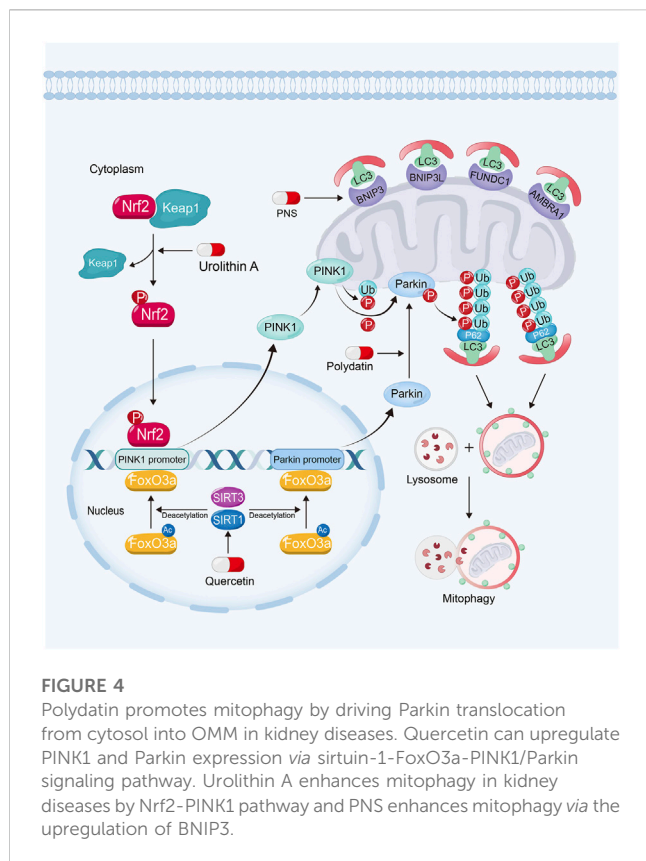 Cytoplasm
Nrf2
Keap1
Keap1
Urolithin A
P
Nrf2
PNS
LC3
BNIP3
LC3
BNIP3L
LC3
FUNDC1
LC3
AMBRA1
PINK1
Ub
P
P
Parkin
P
PINK1
Polydatin
Parkin
Ub
P
Ub
P
Ub
P
Ub
P
P62
LC3
Ub
P
Ub
P
Ub
P
Ub
P
P62
LC3
P
Nrf2
PINK1 promoter
Parkin promoter
FoxO3a
FoxO3a
Nucleus
Deacetylation
SIRT3
SIRT1
Deacetylation
Ac
FoxO3a
Ac
FoxO3a
Quercetin
Lysosome
+
Mitophagy
FIGURE 4
Polydatin promotes mitophagy by driving Parkin translocation
from cytosol into OMM in kidney diseases. Quercetin can upregulate
PINK1 and Parkin expression via sirtuin-1-FoxO3a-PINK1/Parkin
signaling pathway. Urolithin A enhances mitophagy in kidney
diseases by Nrf2-PINK1 pathway and PNS enhances mitophagy via the
upregulation of BNIP3.